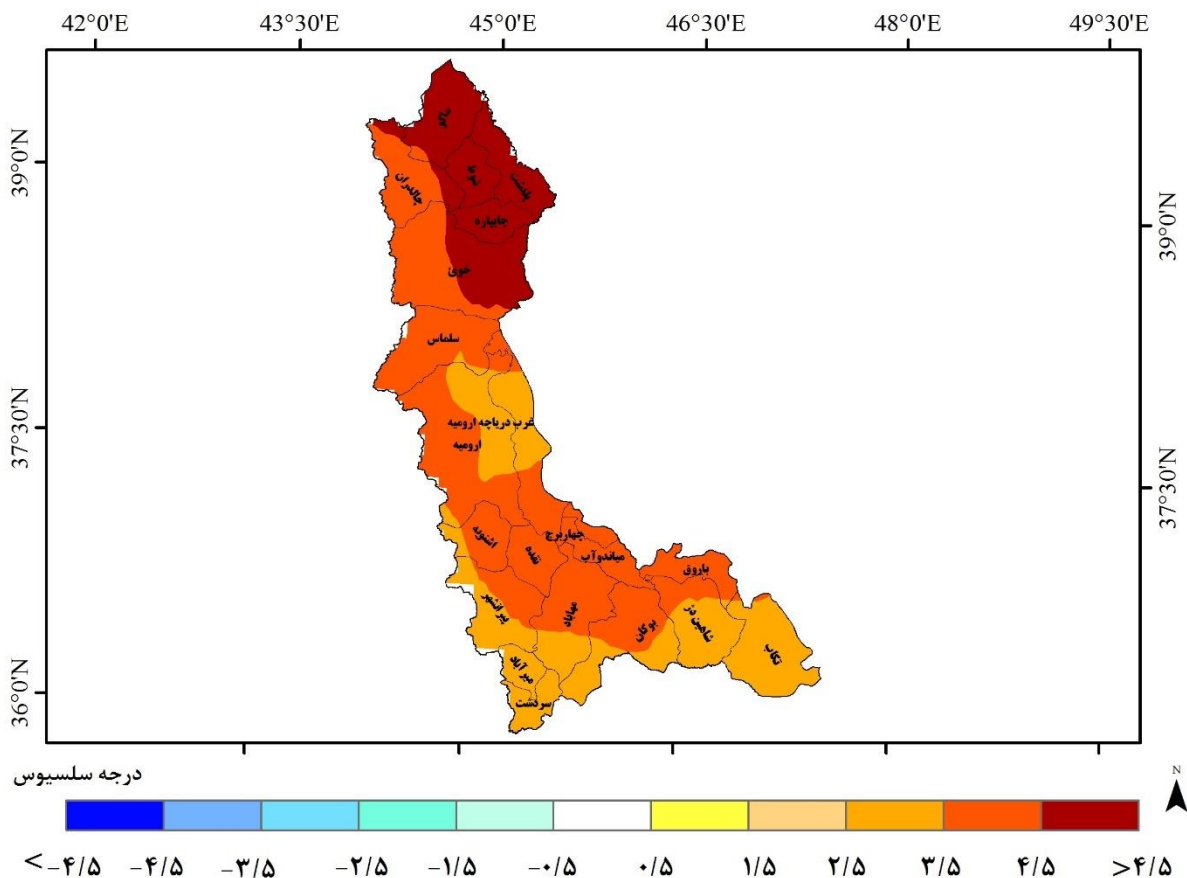 42°0'E 43°30'E 45°0'E 46°30'E 48°0'E 49°30'E
39°0'N
39°0'N
37°30'N
37°30'N
36°0'N
ماکو
شوط
پلدشت
چالدران
چایپاره
خوی
سلماس
غرب دریاچه ارومیه
ارومیه
اشنویه
نقده
چهاربرج
میاندوآب
باروق
پیرانشهر
مهاباد
بوکان
شاهین دژ
تکاب
میرآباد
سردشت
درجه سلسیوس
N
< -۴/۵ -۴/۵ -۳/۵ -۲/۵ -۱/۵ -۰/۵ ۰/۵ ۱/۵ ۲/۵ ۳/۵ ۴/۵ >۴/۵